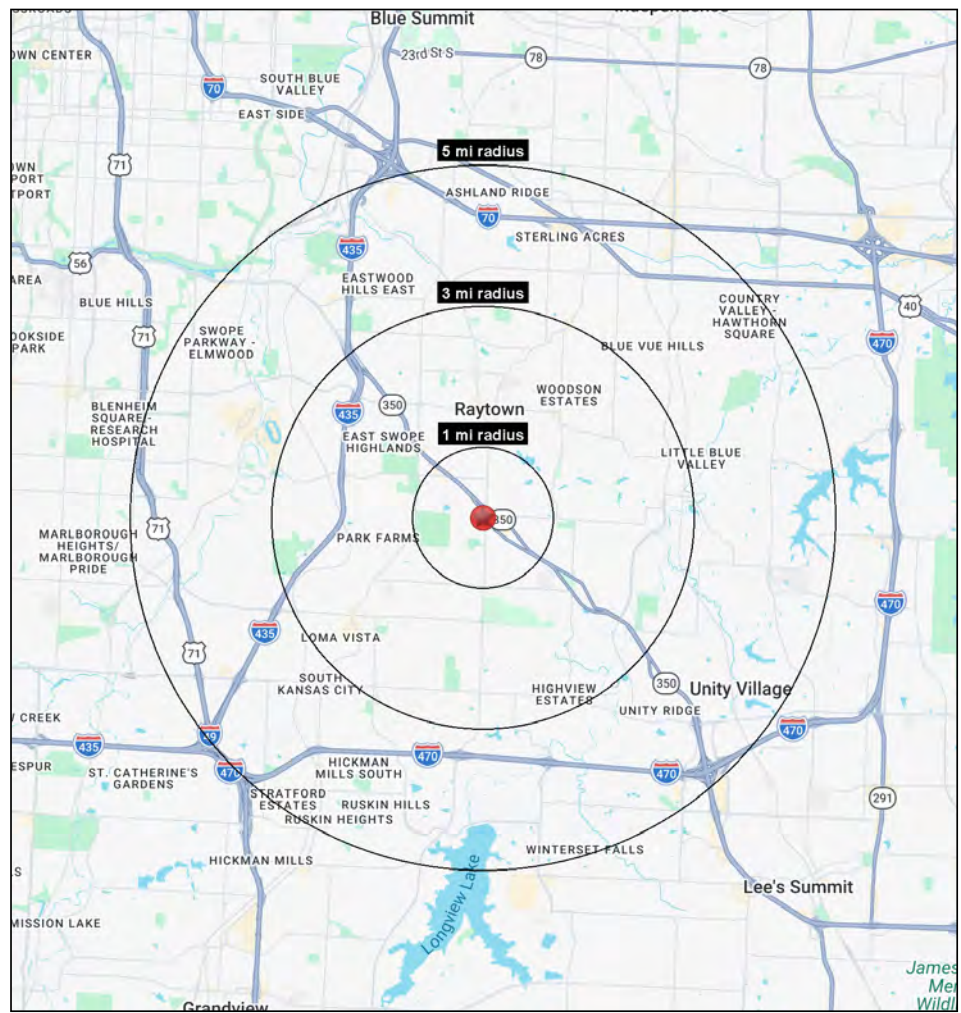 Blue Summit
23rd St S
78
78
OWN CENTER
70
SOUTH BLUE
VALLEY
EAST SIDE
71
5 mi radius
ASHLAND RIDGE
70
STERLING ACRES
OWN
PORT
TPORT
435
56
AREA
EASTWOOD
HILLS EAST
3 mi radius
BLUE HILLS
COUNTRY
VALLEY -
HAWTHORN
SQUARE
40
71
SWOPE
PARKWAY -
ELMWOOD
OOKSIDE
PARK
BLUE VUE HILLS
470
WOODSON
ESTATES
350
435
Raytown
BLENHEIM
SQUARE -
RESEARCH
HOSPITAL
EAST SWOPE
HIGHLANDS
1 mi radius
LITTLE BLUE
VALLEY
350
71
MARLBOROUGH
HEIGHTS/
MARLBOROUGH
PRIDE
PARK FARMS
470
435
LOMA VISTA
71
SOUTH
KANSAS CITY
350
Unity Village
HIGHVIEW
ESTATES
UNITY RIDGE
W CREEK
49
435
470
470
ESPUR
ST. CATHERINE'S
GARDENS
470
HICKMAN
MILLS SOUTH
470
STRATFORD
ESTATES
RUSKIN HILLS
RUSKIN HEIGHTS
291
HICKMAN MILLS
WINTERSET FALLS
LS
Longview Lake
Lee's Summit
MISSION LAKE
James
Mer
Wildl
Grandview